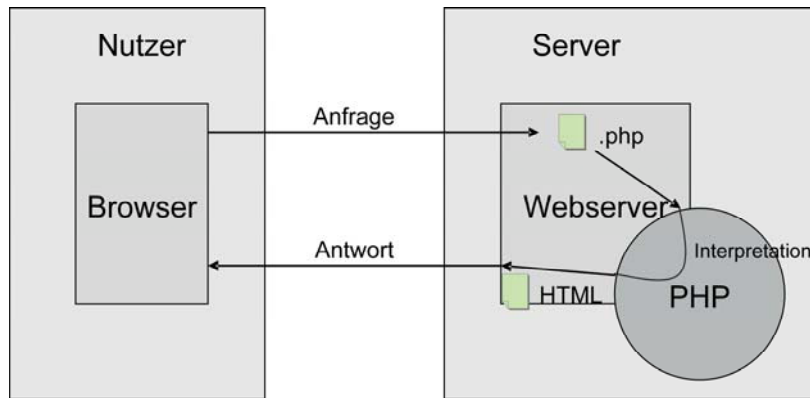 Nutzer
Server
Anfrage
.php
Browser
Webserver
Antwort
Interpretation
HTML
PHP